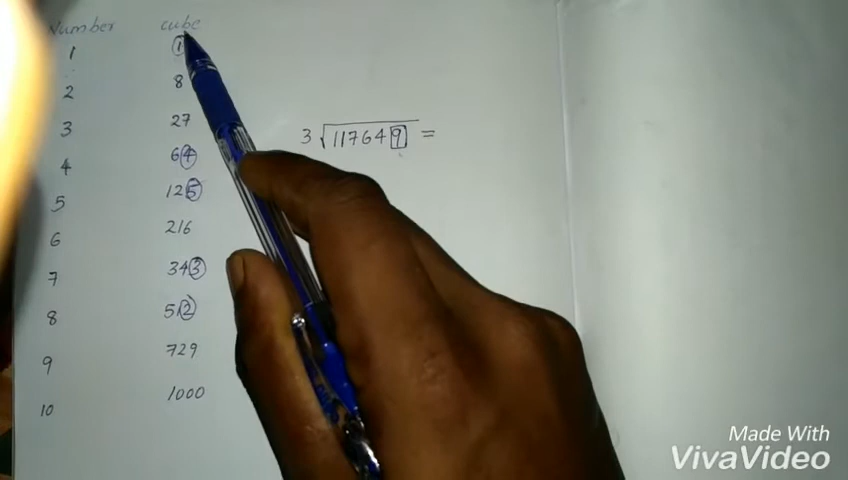 Number cube
1 1
2 8
3 27
4 64
5 125
6 216
7 343
8 512
9 729
10 1000
3 √117649 =
Made With
VivaVideo